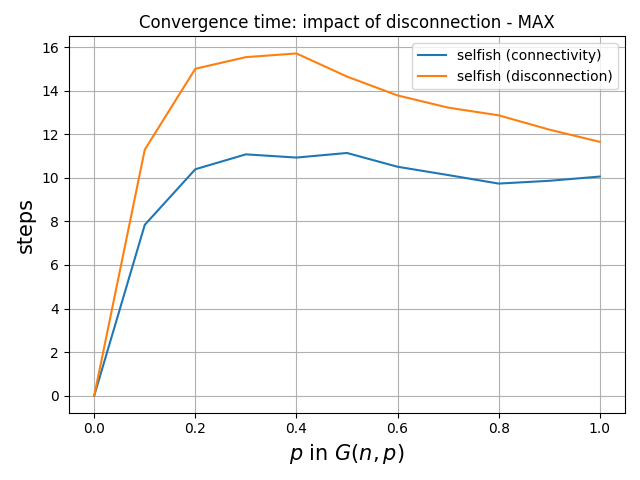 Convergence time: impact of disconnection - MAX
selfish (connectivity)
selfish (disconnection)
steps
16
14
12
10
8
6
4
2
0
0.0 0.2 0.4 0.6 0.8 1.0
p in G(n, p)